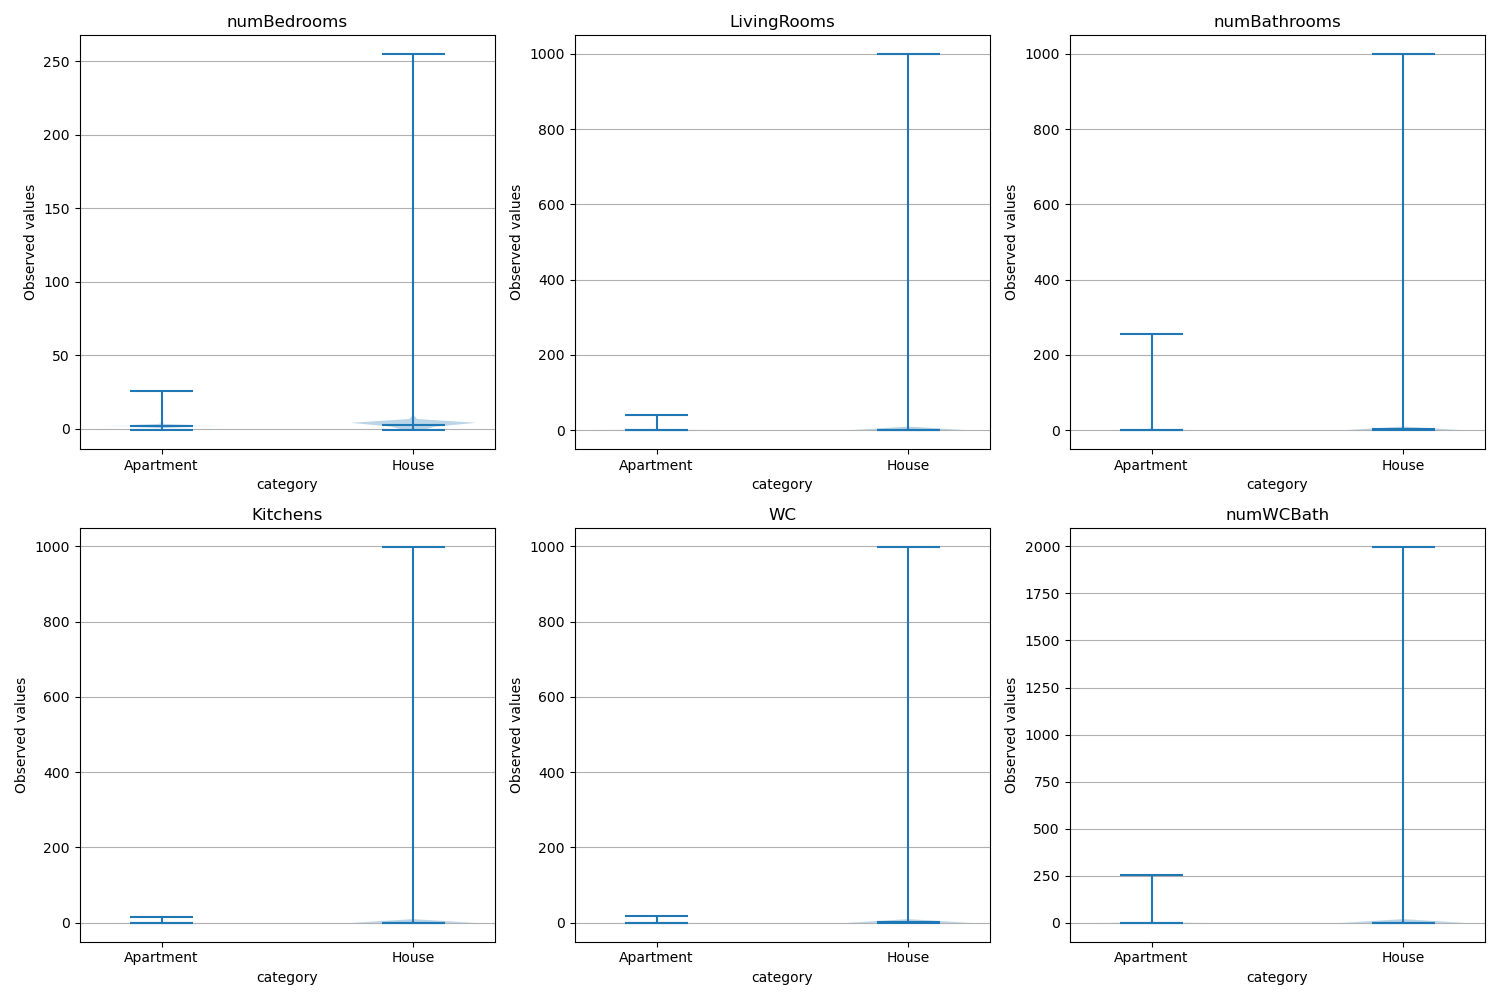 numBedrooms
250
200
150
100
50
0
Observed values
Apartment House
category
LivingRooms
1000
800
600
400
200
0
Observed values
Apartment House
category
numBathrooms
1000
800
600
400
200
0
Observed values
Apartment House
category
Kitchens
1000
800
600
400
200
0
Observed values
Apartment House
category
WC
1000
800
600
400
200
0
Observed values
Apartment House
category
numWCBath
2000
1750
1500
1250
1000
750
500
250
0
Observed values
Apartment House
category